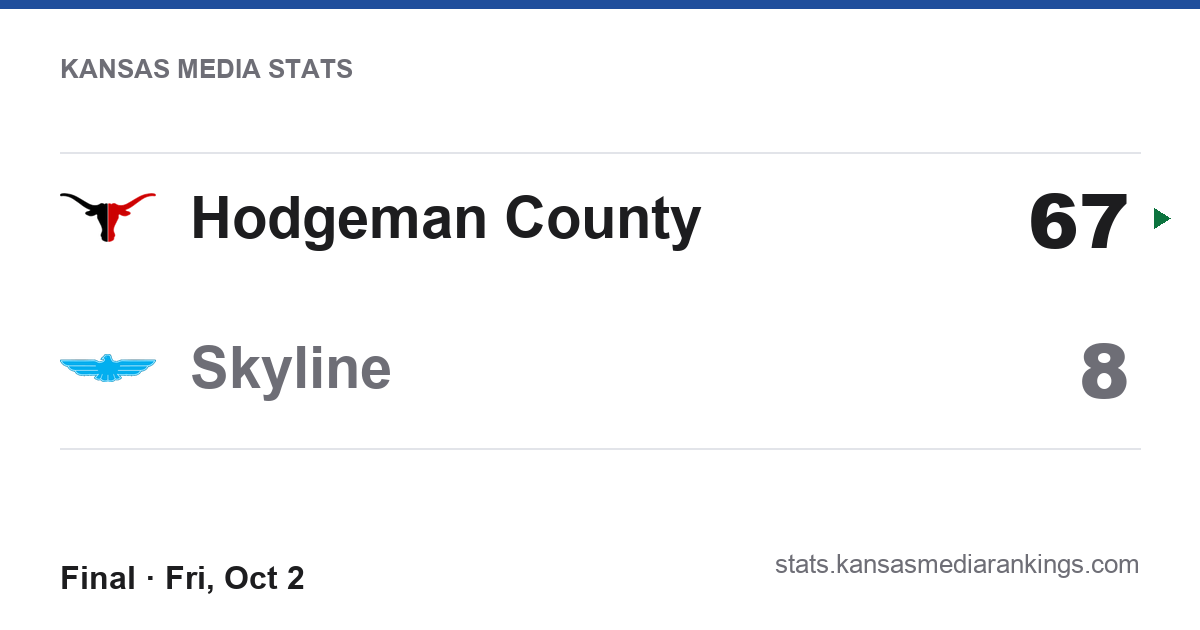 KANSAS MEDIA STATS
Hodgeman County 67
Skyline 8
Final · Fri, Oct 2
stats.kansasmediarankings.com